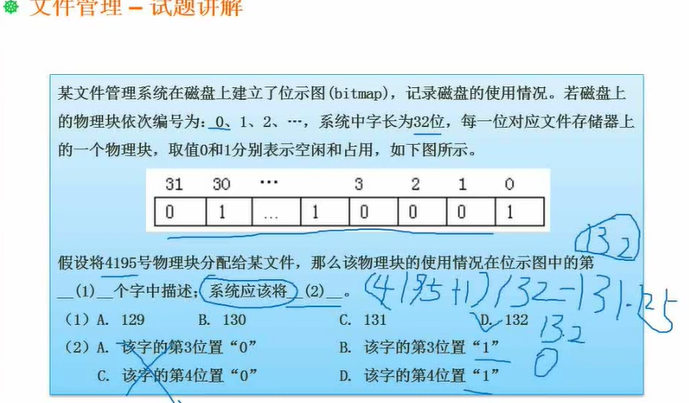 文件管理 – 试题讲解
某文件管理系统在磁盘上建立了位示图(bitmap)，记录磁盘的使用情况。若磁盘上
的物理块依次编号为：0、1、2、…，系统中字长为32位，每一位对应文件存储器上
的一个物理块，取值0和1分别表示空闲和占用，如下图所示。
31 30 … 3 2 1 0
0 1 … 1 0 0 0 1
132
假设将4195号物理块分配给某文件，那么该物理块的使用情况在位示图中的第
__(1)__个字中描述；系统应该将__(2)__。
(4195+1)/32=131.125
（1）A. 129 B. 130 C. 131 D. 132
132
（2）A. 该字的第3位置“0” B. 该字的第3位置“1”
0
C. 该字的第4位置“0” D. 该字的第4位置“1”